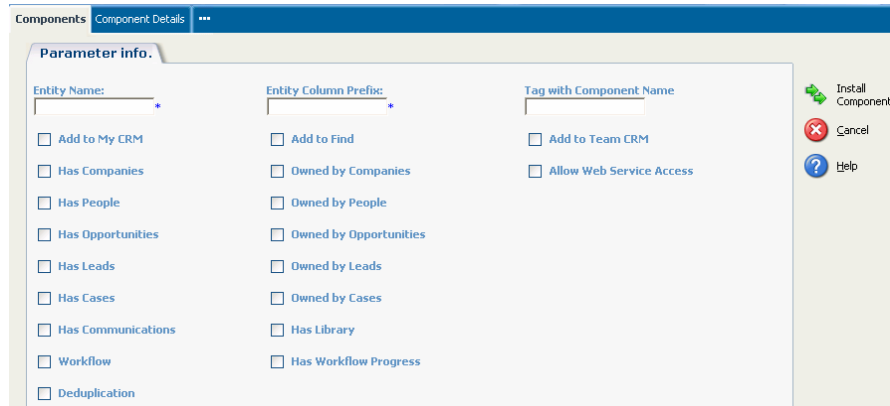 Components Component Details ...
Parameter info.
Entity Name: Entity Column Prefix: Tag with Component Name
* *
Add to My CRM Add to Find Add to Team CRM
Has Companies Owned by Companies Allow Web Service Access
Has People Owned by People
Has Opportunities Owned by Opportunities
Has Leads Owned by Leads
Has Cases Owned by Cases
Has Communications Has Library
Workflow Has Workflow Progress
Deduplication
Install
Component
Cancel
? Help